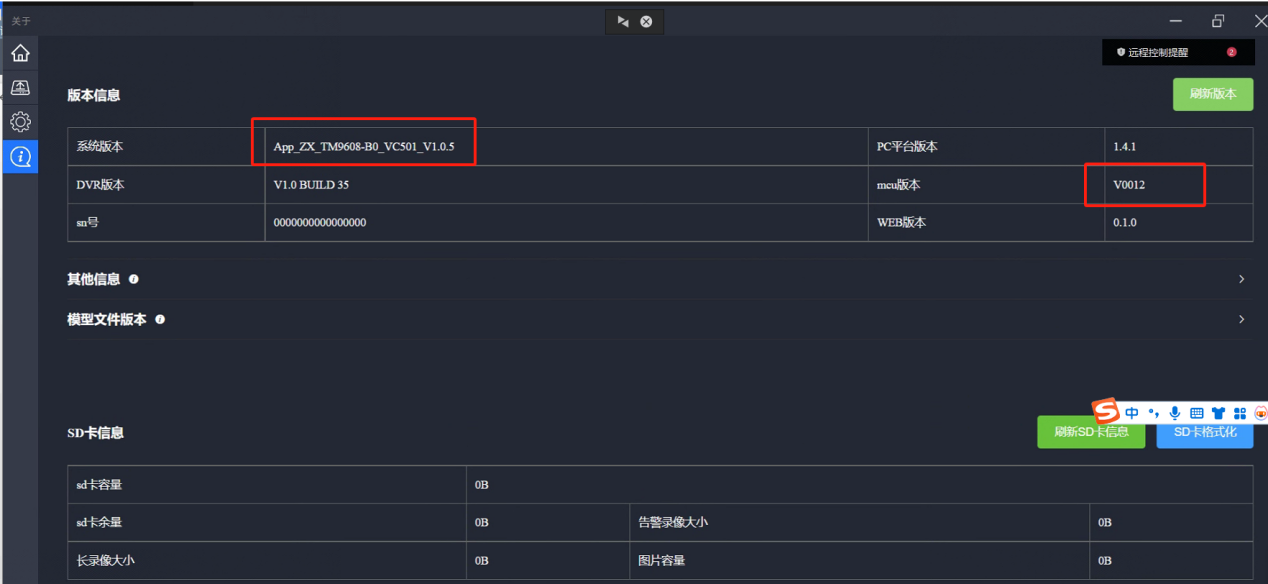 关于
远程控制提醒 2
版本信息
刷新版本
系统版本 App_ZX_TM9608-B0_VC501_V1.0.5 PC平台版本 1.4.1
DVR版本 V1.0 BUILD 35 mcu版本 V0012
sn号 0000000000000000 WEB版本 0.1.0
其他信息
模型文件版本
中
SD卡信息
刷新SD卡信息 SD卡格式化
sd卡容量 0B
sd卡余量 0B 告警录像大小 0B
长录像大小 0B 图片容量 0B